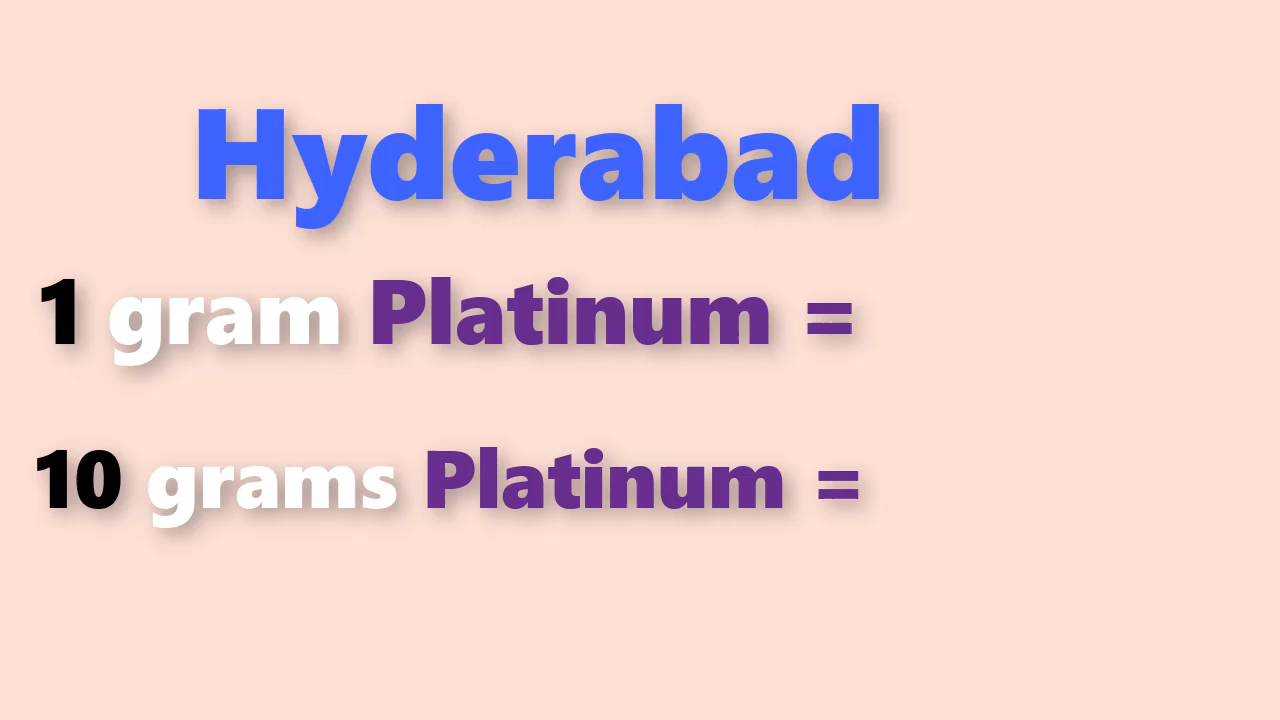 Hyderabad
1 gram Platinum =
10 grams Platinum =